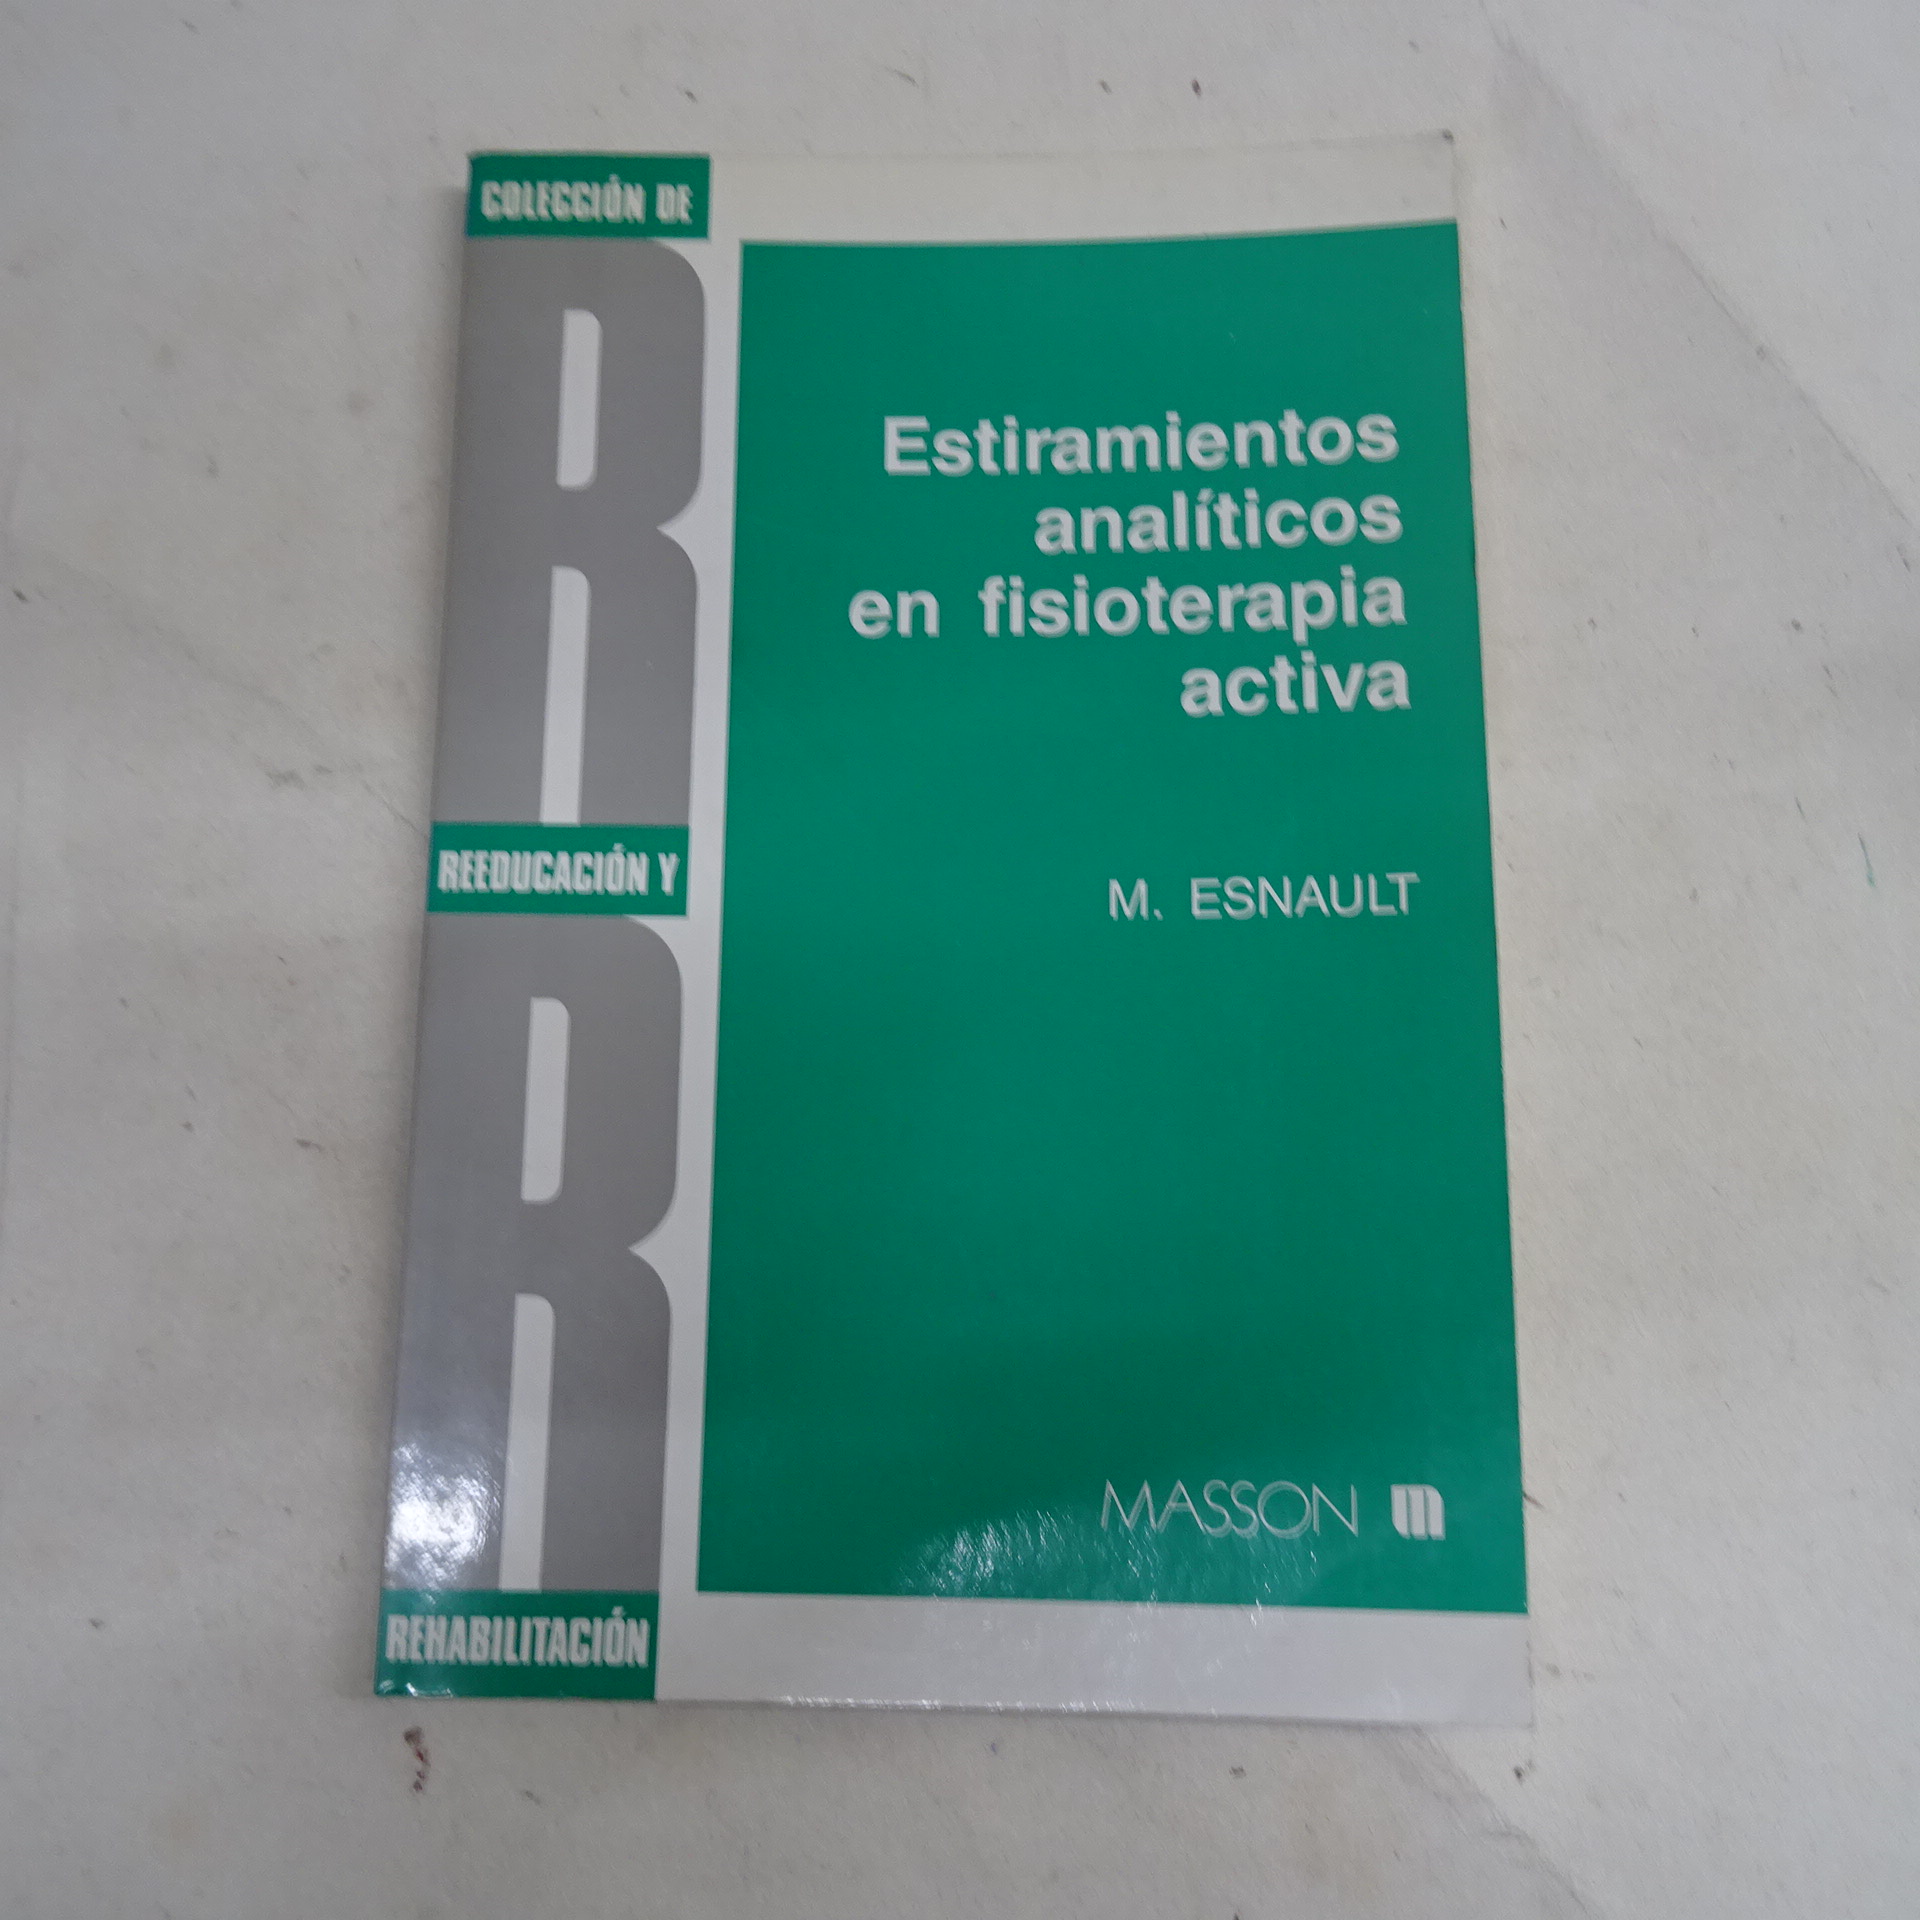 COLECCIÓN DE
R
REEDUCACIÓN Y
R
REHABILITACIÓN
Estiramientos
analíticos
en fisioterapia
activa
M. ESNAULT
MASSON m